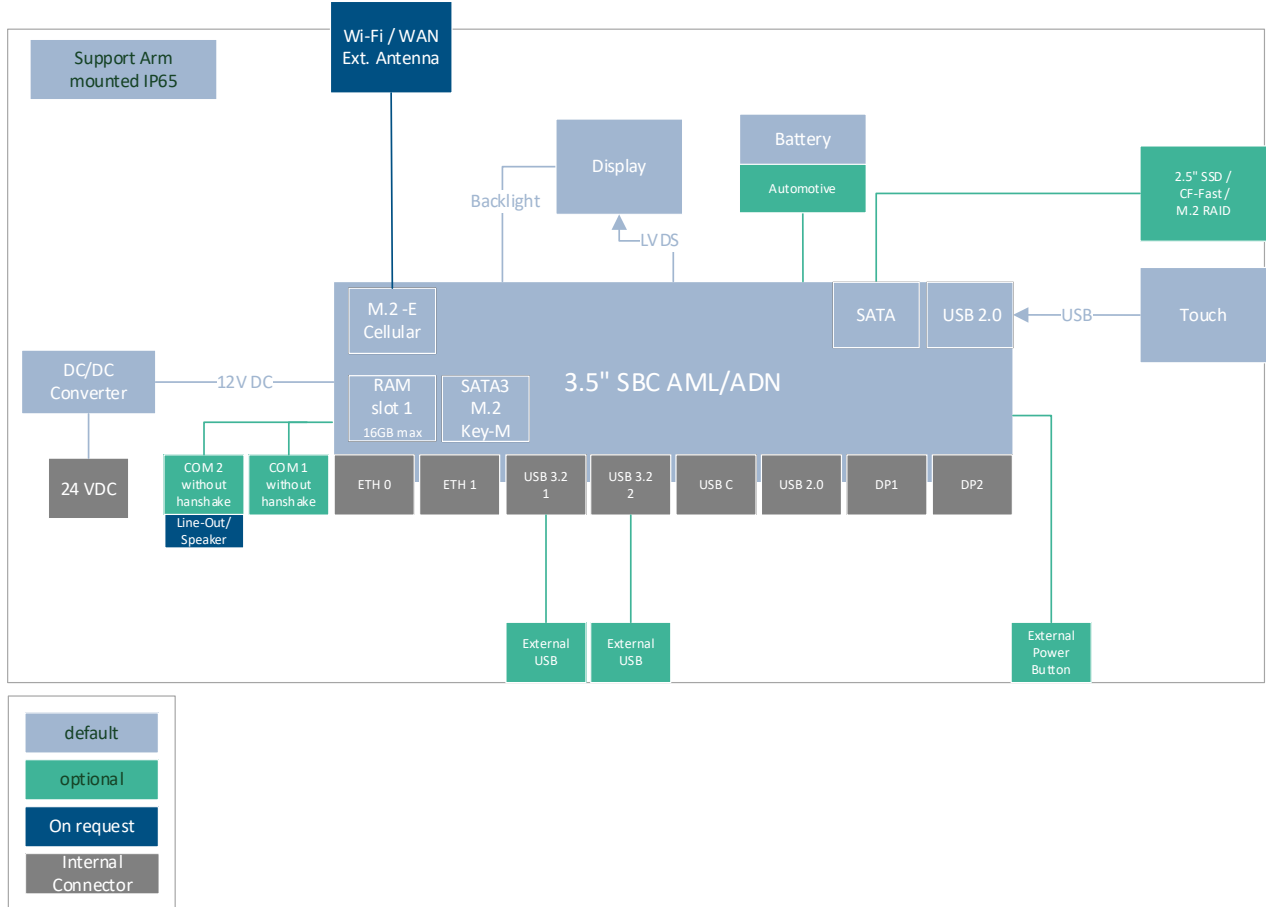 Wi-Fi / WAN
Ext. Antenna
Support Arm
mounted IP65
Display
Battery
Automotive
2.5" SSD /
CF-Fast /
M.2 RAID
Backlight
LVDS
M.2 -E
Cellular
SATA
USB 2.0
USB
Touch
DC/DC
Converter
12V DC
RAM
slot 1
16GB max
SATA3
M.2
Key-M
3.5" SBC AML/ADN
24 VDC
COM 2
without
hanshake
Line-Out/
Speaker
COM 1
without
hanshake
ETH 0
ETH 1
USB 3.2
1
USB 3.2
2
USB C
USB 2.0
DP1
DP2
External
USB
External
USB
External
Power
Button
default
optional
On request
Internal
Connector